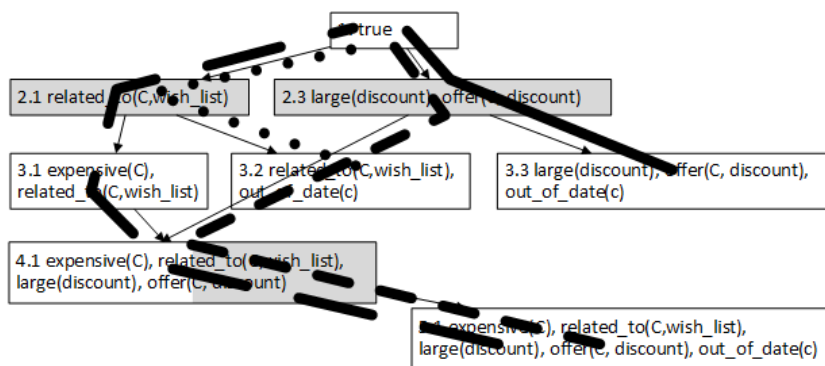 true
2.1 related_to(C,wish_list)
2.3 large(discount), offer(C, discount)
3.1 expensive(C),
related_to(C,wish_list)
3.2 related_to(C,wish_list),
out_of_date(c)
3.3 large(discount), offer(C, discount),
out_of_date(c)
4.1 expensive(C), related_to(C,wish_list),
large(discount), offer(C, discount)
expensive(C), related_to(C,wish_list),
large(discount), offer(C, discount), out_of_date(c)